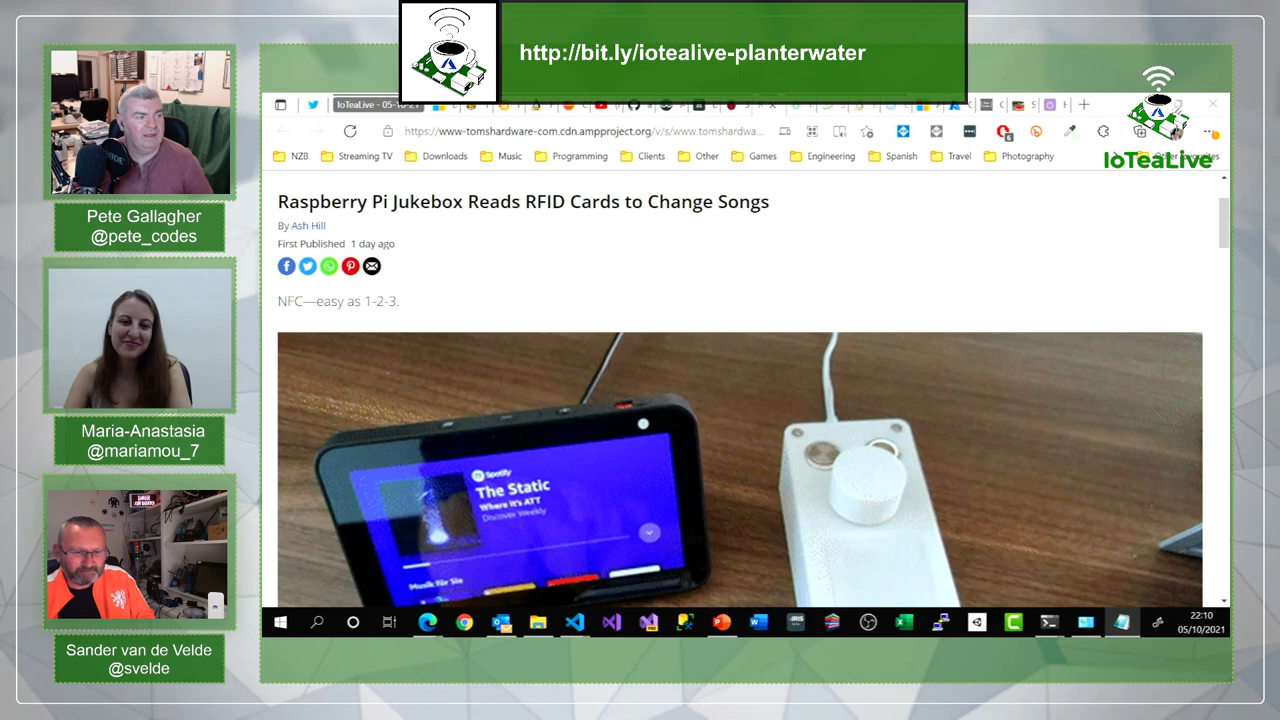 http://bit.ly/iotealive-planterwater
IoTeaLive - 05-10-21
https://www-tomshardware-com.cdn.ampproject.org/v/s/www.tomshardwa...
NZB
Streaming TV
Downloads
Music
Programming
Clients
Other
Games
Engineering
Spanish
Travel
Photography
IoTeaLive
Raspberry Pi Jukebox Reads RFID Cards to Change Songs
By Ash Hill
First Published 1 day ago
NFC—easy as 1-2-3.
Spotify
The Static
Where It's ATT
Discover Weekly
Musik für Sie
Pete Gallagher
@pete_codes
Maria-Anastasia
@mariamou_7
Sander van de Velde
@svelde
22:10
05/10/2021